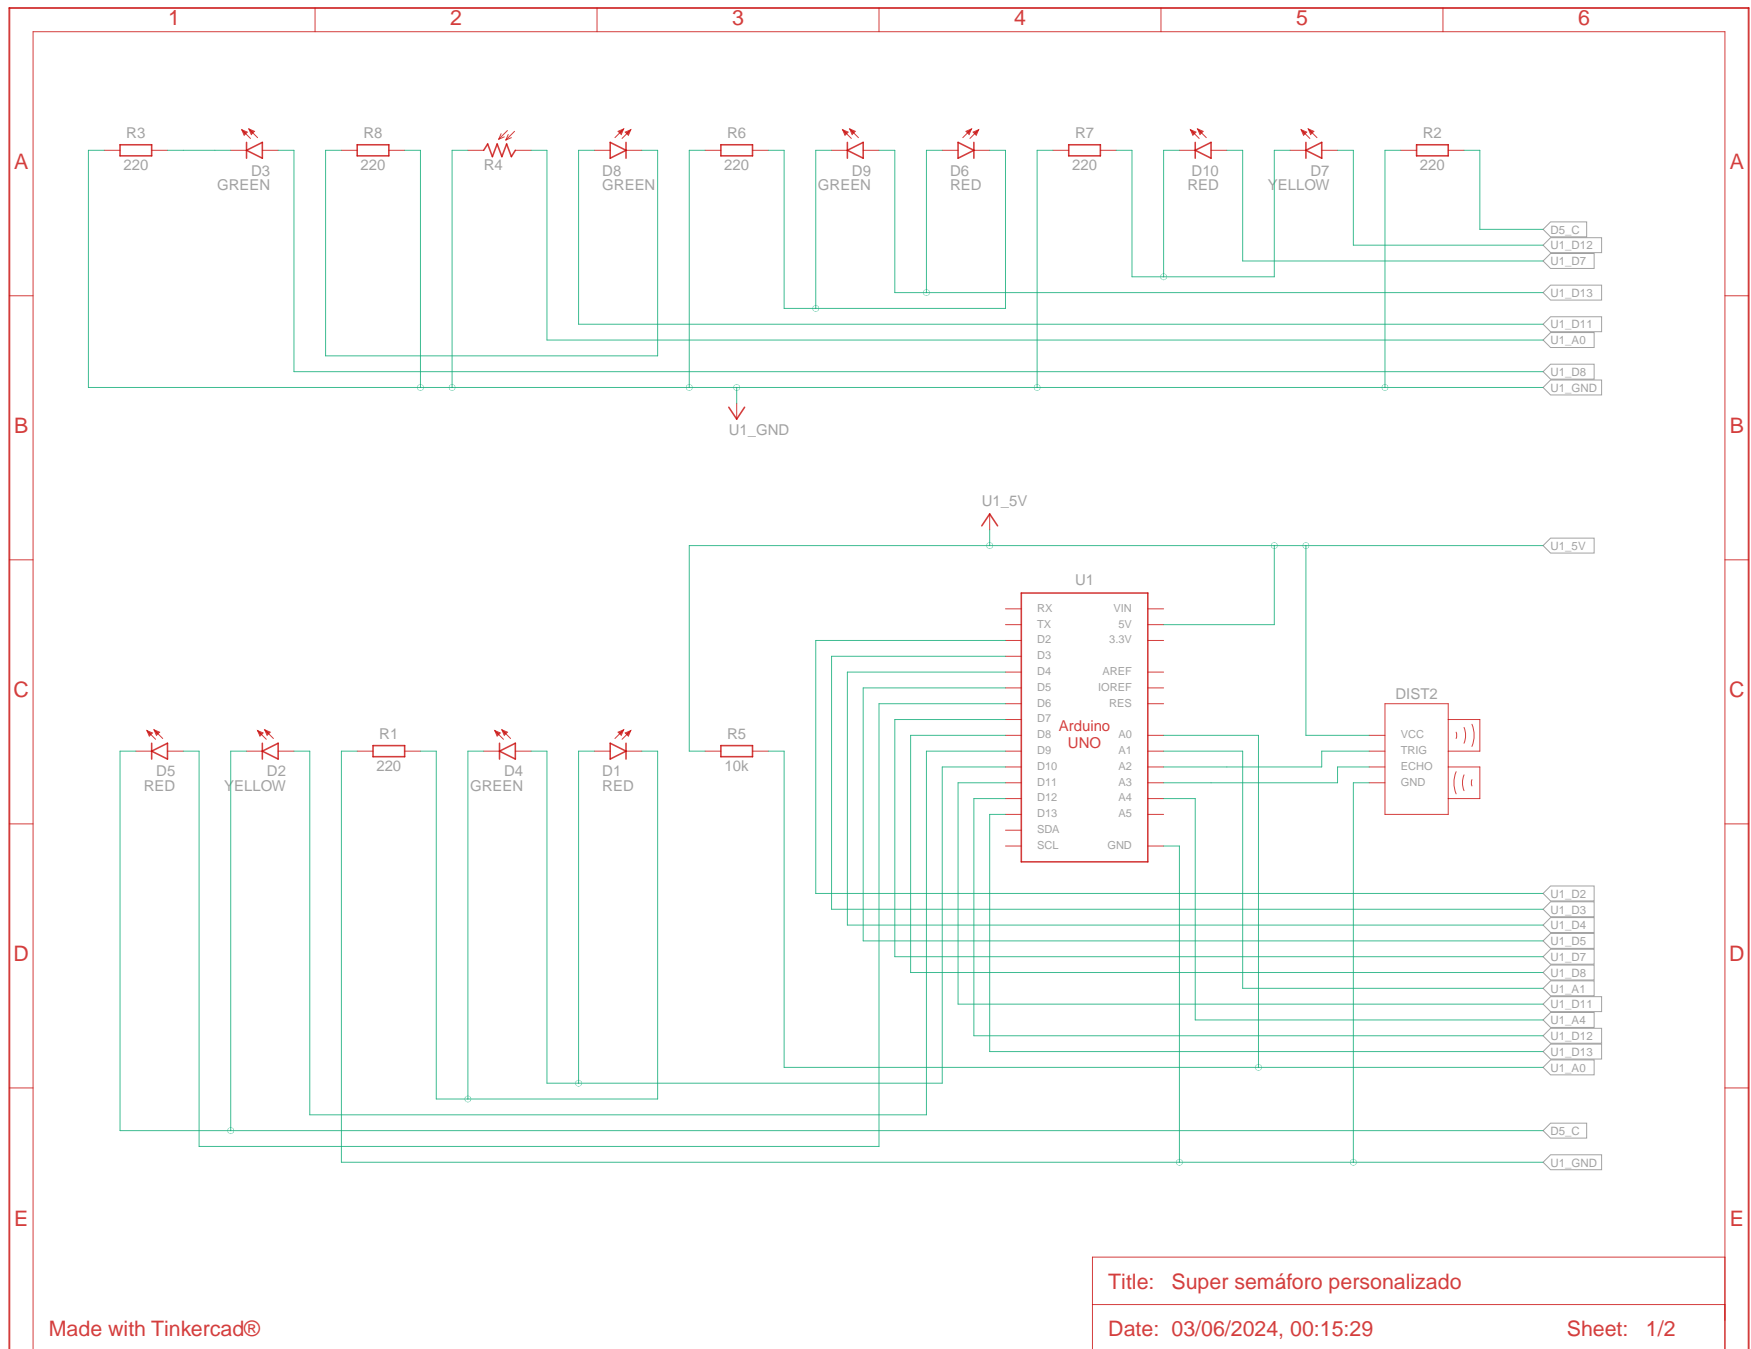 1 2 3 4 5 6
A A
R3
220
D3
GREEN
R8
220
R4
D8
GREEN
R6
220
D9
GREEN
D6
RED
R7
220
D10
RED
D7
YELLOW
R2
220
D5_C
U1_D12
U1_D7
U1_D13
U1_D11
U1_A0
U1_D8
U1_GND
B B
U1_GND
U1_5V
U1_5V
C C
U1
RX VIN
TX 5V
D2 3.3V
D3
D4 AREF
D5 IOREF
D6 RES
D7
Arduino
UNO
D8 A0
D9 A1
D10 A2
D11 A3
D12 A4
D13 A5
SDA
SCL GND
DIST2
VCC
TRIG
ECHO
GND
D5
RED
D2
YELLOW
R1
220
D4
GREEN
D1
RED
R5
10k
D D
U1_D2
U1_D3
U1_D4
U1_D5
U1_D7
U1_D8
U1_A1
U1_D11
U1_A4
U1_D12
U1_D13
U1_A0
D5_C
U1_GND
E E
Title: Super semáforo personalizado
Made with Tinkercad®
Date: 03/06/2024, 00:15:29 Sheet: 1/2